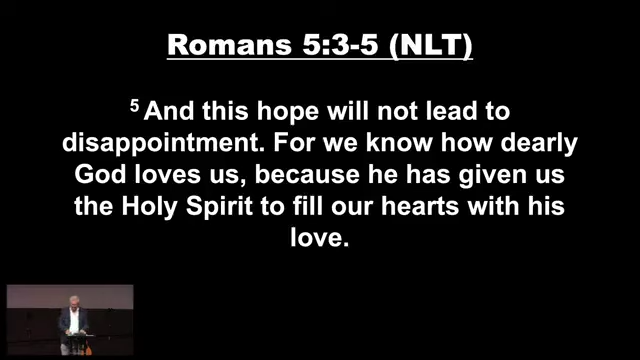 Romans 5:3-5 (NLT)
5 And this hope will not lead to
disappointment. For we know how dearly
God loves us, because he has given us
the Holy Spirit to fill our hearts with his
love.